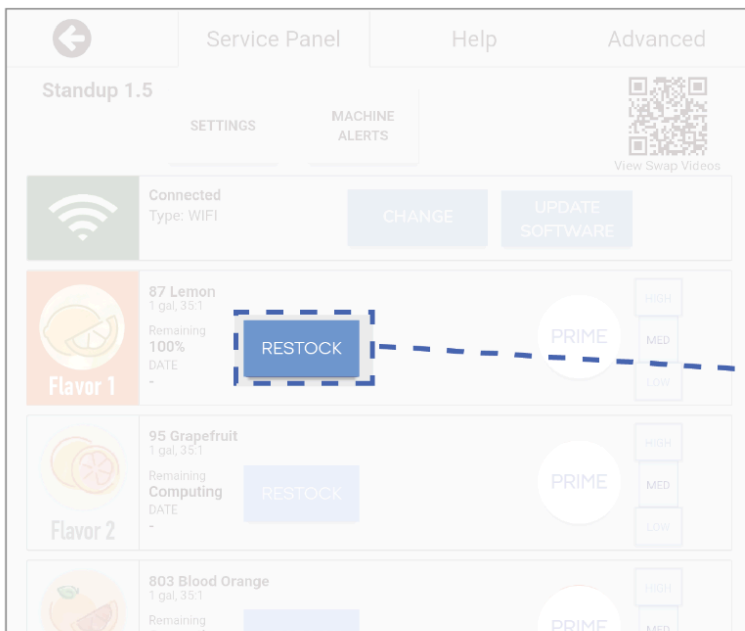 Service Panel
Help
Advanced
Standup 1.5
SETTINGS
MACHINE
ALERTS
View Swap Videos
Connected
Type: WIFI
CHANGE
UPDATE
SOFTWARE
87 Lemon
1 gal, 35:1
Remaining
100%
DATE
-
Flavor 1
RESTOCK
PRIME
HIGH
MED
LOW
95 Grapefruit
1 gal, 35:1
Remaining
Computing
DATE
-
Flavor 2
RESTOCK
PRIME
HIGH
MED
LOW
803 Blood Orange
1 gal, 35:1
Remaining
PRIME
HIGH
MED